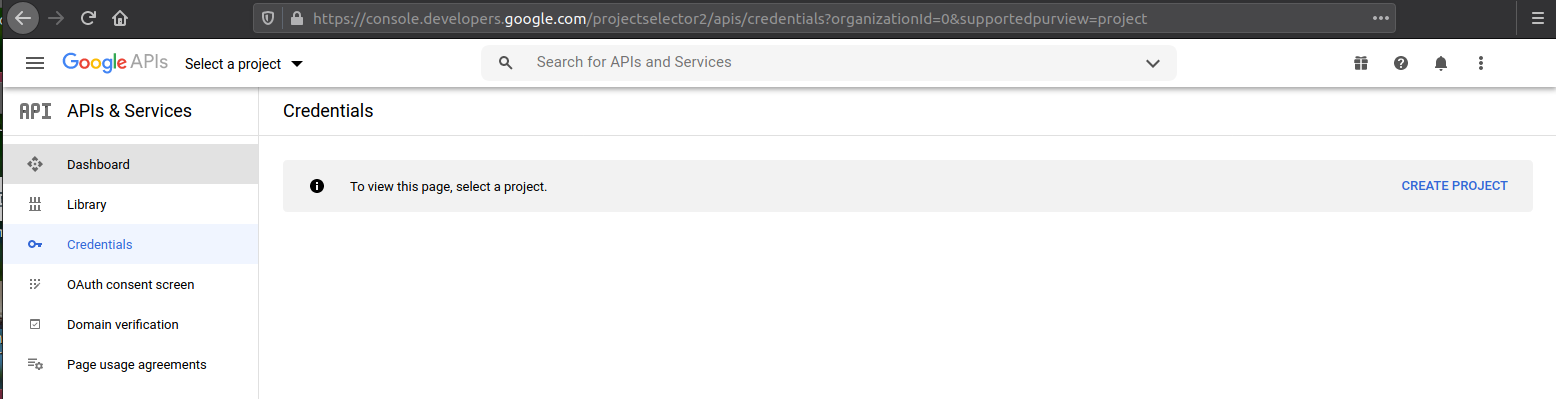 https://console.developers.google.com/projectselector2/apis/credentials?organizationId=0&supportedpurview=project
Google APIs Select a project Search for APIs and Services
API APIs & Services Credentials
Dashboard
To view this page, select a project. CREATE PROJECT
Library
Credentials
OAuth consent screen
Domain verification
Page usage agreements